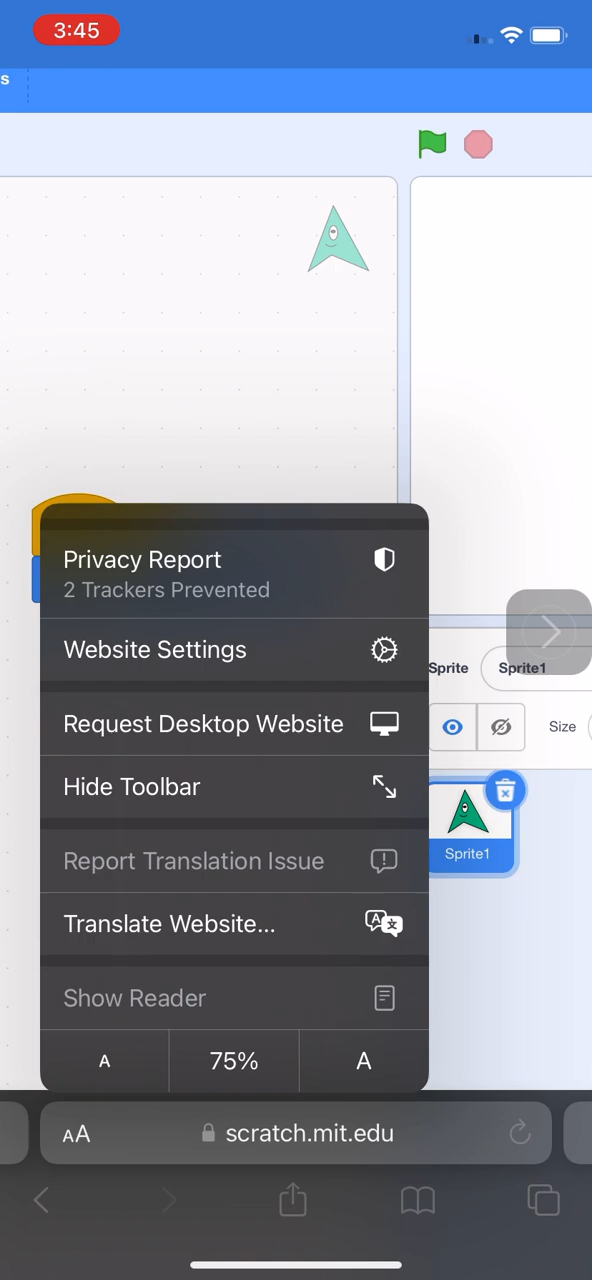 3:45
s
Privacy Report
2 Trackers Prevented
Website Settings
Request Desktop Website
Hide Toolbar
Report Translation Issue
Translate Website...
Show Reader
A 75% A
Sprite Sprite1
Size
Sprite1
AA scratch.mit.edu